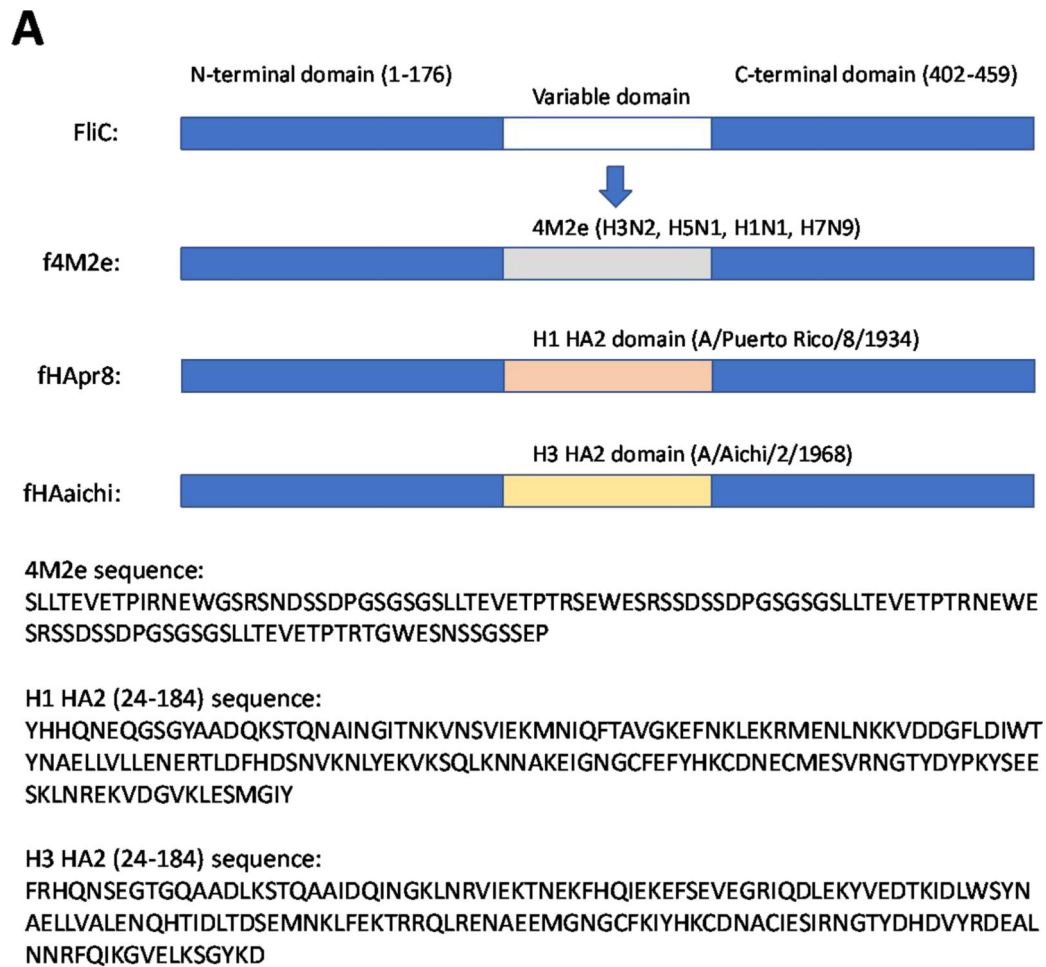 A
N-terminal domain (1-176)
C-terminal domain (402-459)
Variable domain
FliC:
4M2e (H3N2, H5N1, H1N1, H7N9)
f4M2e:
H1 HA2 domain (A/Puerto Rico/8/1934)
fHApr8:
H3 HA2 domain (A/Aichi/2/1968)
fHAaichi:
4M2e sequence:
SLLTEVETPIRNEWGSRSNDSSDPGSGSGSLLTEVETPTRSEWESRSSDSSDPGSGSGSLLTEVETPTRNEWE
SRSSDSSDPGSGSGSLLTEVETPTRTGWESNSSGSSEP
H1 HA2 (24-184) sequence:
YHHQNEQGSGYAADQKSTQNAINGITNKVNSVIEKMNIQFTAVGKEFNKLEKRMENLNKKVDDGFLDIWT
YNAELLVLLENERTLDFHDSNVKNLYEKVKSQLKNNAKEIGNGCFEFYHKCDNECMESVRNGTYDYPKYSEE
SKLNREKVDGVKLESMGIY
H3 HA2 (24-184) sequence:
FRHQNSEGTGQAADLKSTQAAIDQINGKLNRVIEKTNEKFHQIEKEFSEVEGRIQDLEKYVEDTKIDLWSYN
AELLVALENQHTIDLTDSEMNKLFEKTRRQLRENAEEMGNGCFKIYHKCDNACIESIRNGTYDHDVYRDEAL
NNRFQIKGVELKSGYKD